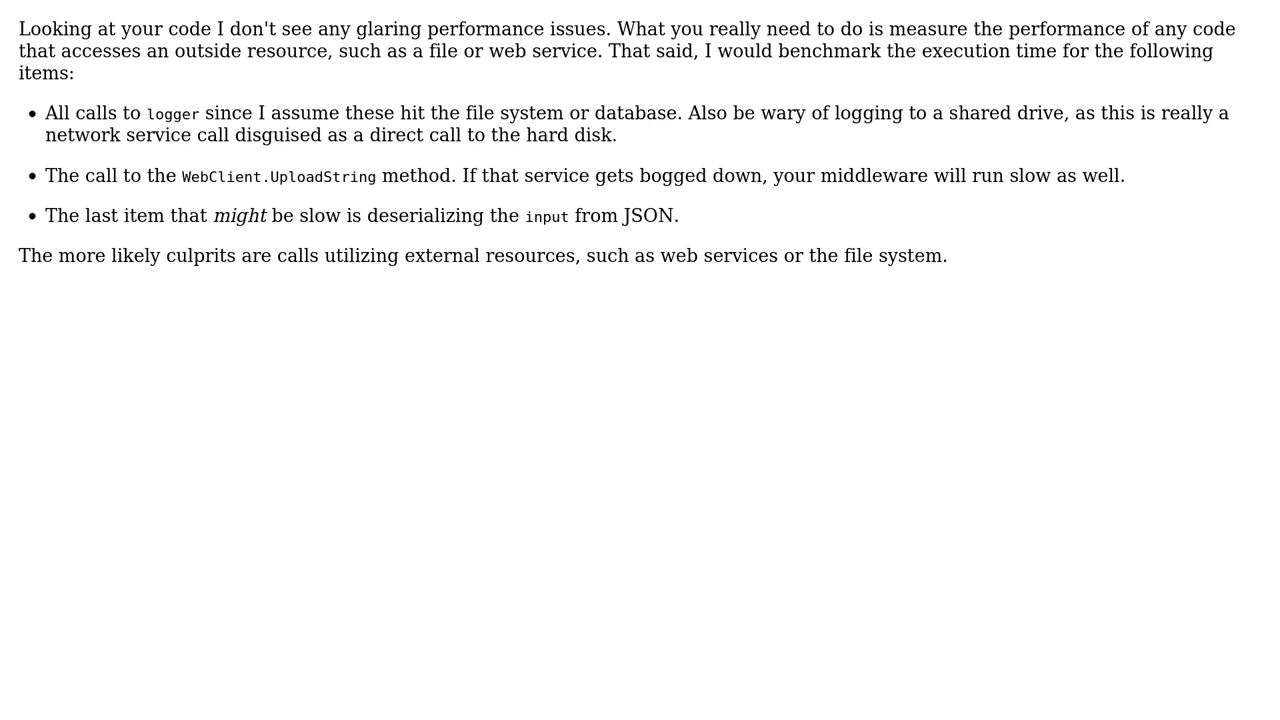 Looking at your code I don't see any glaring performance issues. What you really need to do is measure the performance of any code
that accesses an outside resource, such as a file or web service. That said, I would benchmark the execution time for the following
items:
• All calls to logger since I assume these hit the file system or database. Also be wary of logging to a shared drive, as this is really a
network service call disguised as a direct call to the hard disk.
• The call to the WebClient.UploadString method. If that service gets bogged down, your middleware will run slow as well.
• The last item that might be slow is deserializing the input from JSON.
The more likely culprits are calls utilizing external resources, such as web services or the file system.